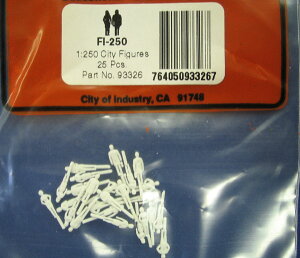 FI-250
1:250 City Figures
25 Pcs.
Part No. 93326
764050933267
City of Industry, CA 91748